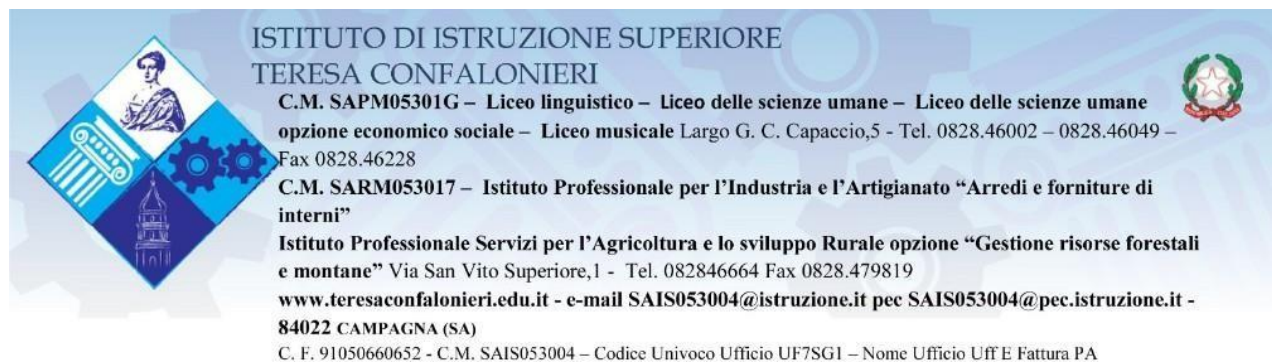 ISTITUTO DI ISTRUZIONE SUPERIORE
TERESA CONFALONIERI
C.M. SAPM05301G – Liceo linguistico – Liceo delle scienze umane – Liceo delle scienze umane
opzione economico sociale – Liceo musicale Largo G. C. Capaccio,5 - Tel. 0828.46002 – 0828.46049 –
Fax 0828.46228
C.M. SARM053017 – Istituto Professionale per l’Industria e l’Artigianato “Arredi e forniture di
interni”
Istituto Professionale Servizi per l’Agricoltura e lo sviluppo Rurale opzione “Gestione risorse forestali
e montane” Via San Vito Superiore,1 - Tel. 082846664 Fax 0828.479819
www.teresaconfalonieri.edu.it - e-mail SAIS053004@istruzione.it pec SAIS053004@pec.istruzione.it -
84022 CAMPAGNA (SA)
C. F. 91050660652 - C.M. SAIS053004 – Codice Univoco Ufficio UF7SG1 – Nome Ufficio Uff E Fattura PA